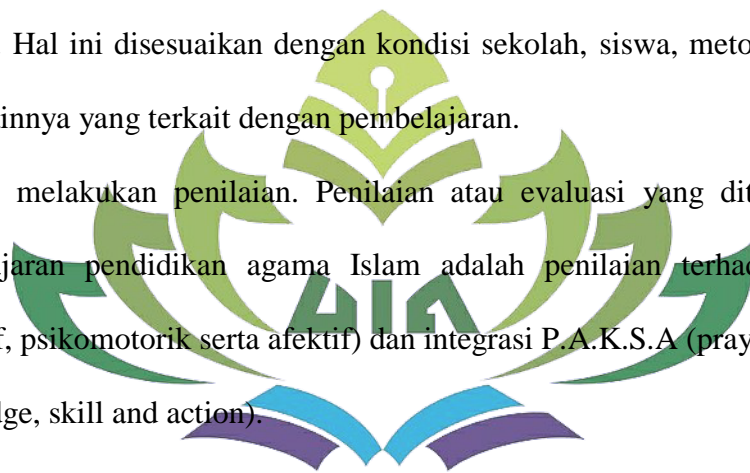 Hal ini disesuaikan dengan kondisi sekolah, siswa, meto
innya yang terkait dengan pembelajaran.
melakukan penilaian. Penilaian atau evaluasi yang dit
jaran pendidikan agama Islam adalah penilaian terhad
f, psikomotorik serta afektif) dan integrasi P.A.K.S.A (pray
dge, skill and action).
UIN